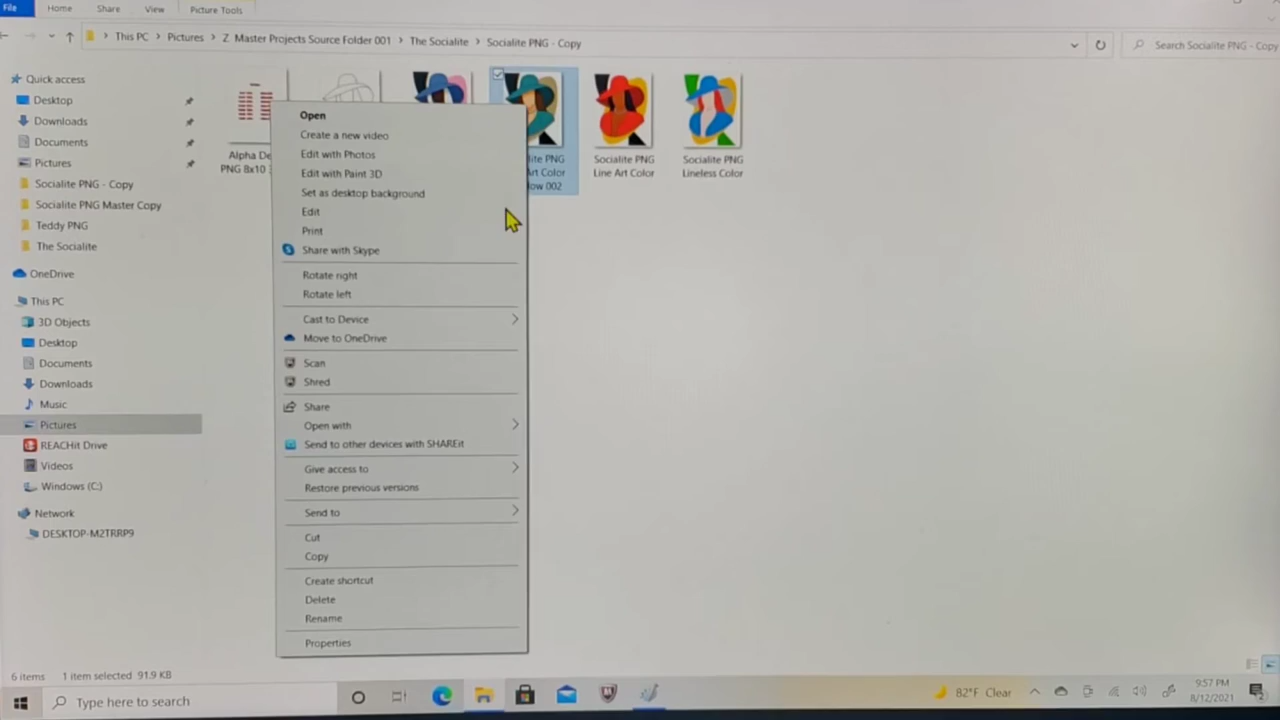 File Home Share View Picture Tools
This PC > Pictures > Z Master Projects Source Folder 001 > The Socialite > Socialite PNG - Copy
Search Socialite PNG - Copy
Quick access
Desktop
Downloads
Documents
Pictures
Socialite PNG - Copy
Socialite PNG Master Copy
Teddy PNG
The Socialite
OneDrive
This PC
3D Objects
Desktop
Documents
Downloads
Music
Pictures
REACHit Drive
Videos
Windows (C:)
Network
DESKTOP-M2TRRP9
Alpha De
PNG 8x10
Socialite PNG
Line Art Color
Socialite PNG
Lineless Color
Open
Create a new video
Edit with Photos
Edit with Paint 3D
Set as desktop background
Edit
Print
Share with Skype
Rotate right
Rotate left
Cast to Device
Move to OneDrive
Scan
Shred
Share
Open with
Send to other devices with SHAREit
Give access to
Restore previous versions
Send to
Cut
Copy
Create shortcut
Delete
Rename
Properties
6 items 1 item selected 91.9 KB
Type here to search
82°F Clear
9:57 PM
8/12/2021